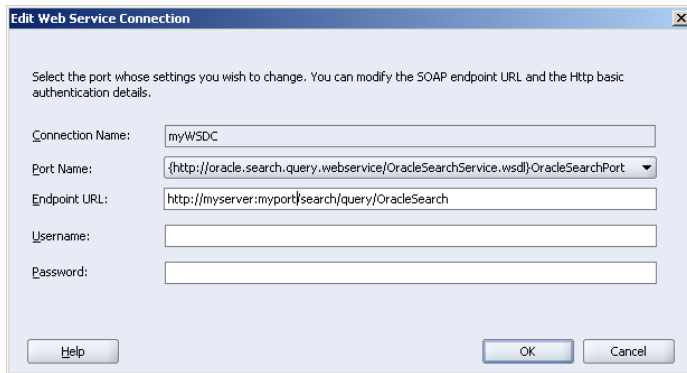 Edit Web Service Connection
Select the port whose settings you wish to change. You can modify the SOAP endpoint URL and the Http basic
authentication details.
Connection Name: myWSDC
Port Name: {http://oracle.search.query.webservice/OracleSearchService.wsdl}OracleSearchPort
Endpoint URL: http://myserver:myport/search/query/OracleSearch
Username:
Password:
Help OK Cancel